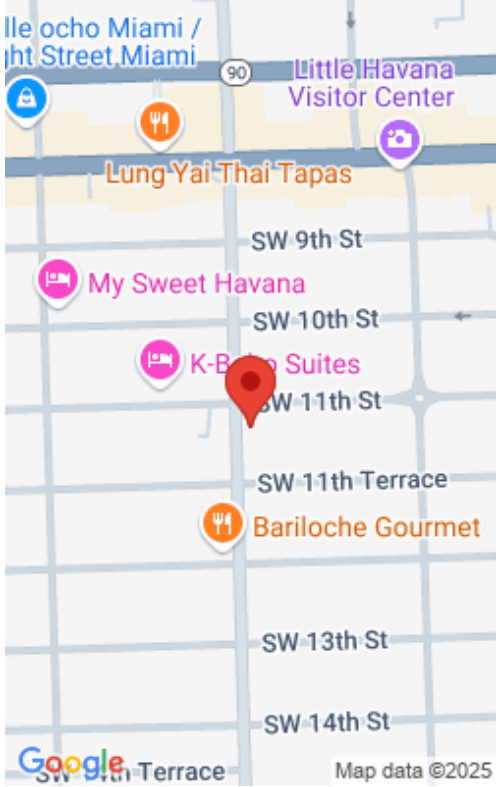 lle ocho Miami /
ght Street Miami
90
Little Havana
Visitor Center
Lung Yai Thai Tapas
SW 9th St
My Sweet Havana
SW 10th St
K-B
o Suites
SW 11th St
SW 11th Terrace
Bariloche Gourmet
SW 13th St
SW 14th St
Google
Terrace
Map data ©2025